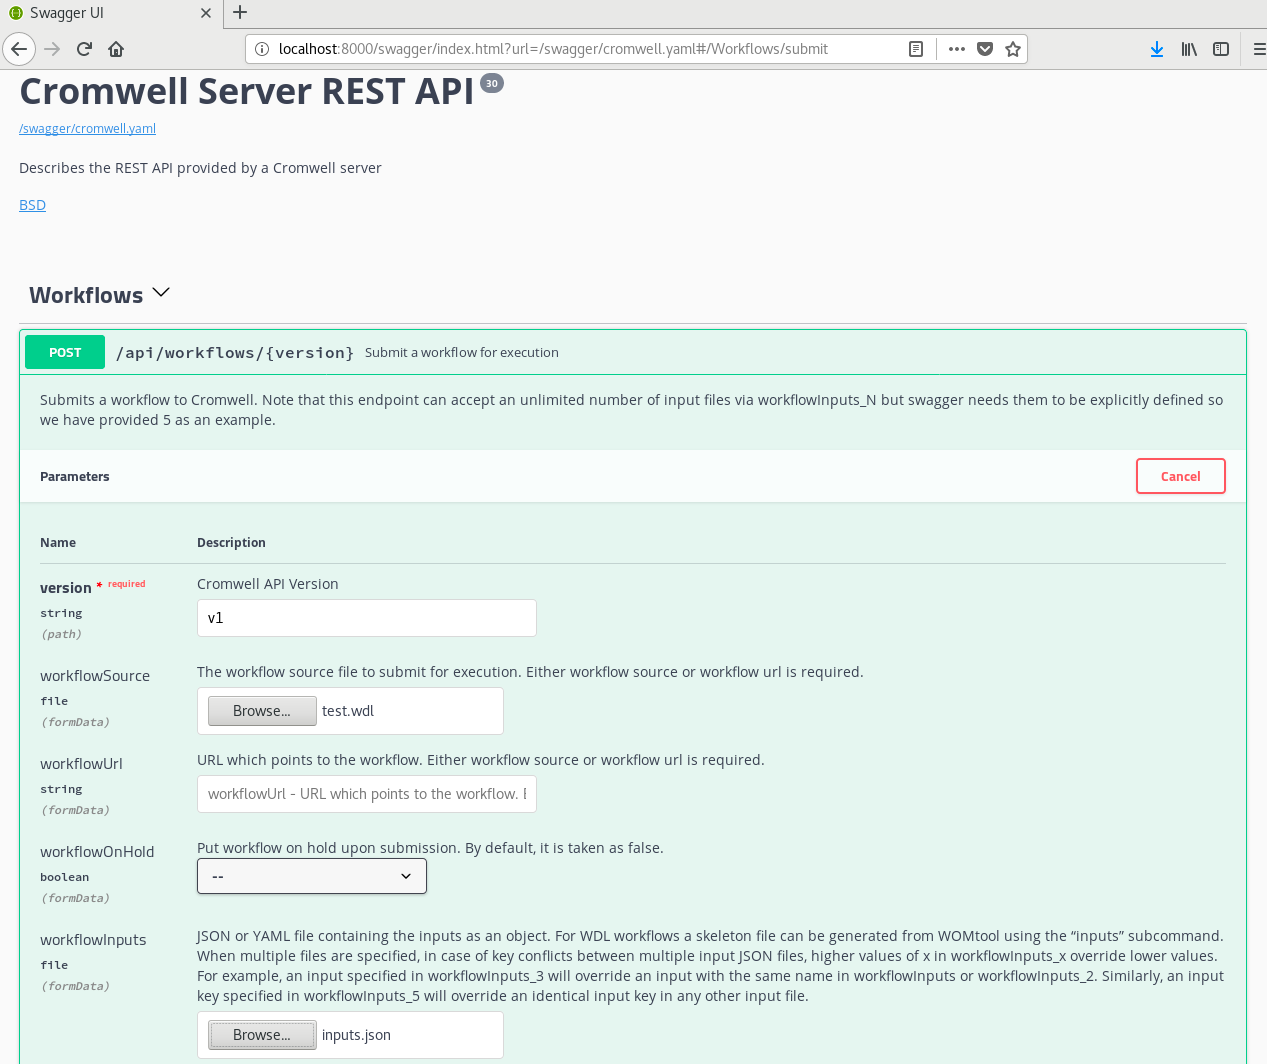 Swagger UI
localhost:8000/swagger/index.html?url=/swagger/cromwell.yaml#/Workflows/submit
Cromwell Server REST API 30
/swagger/cromwell.yaml
Describes the REST API provided by a Cromwell server
BSD
Workflows
POST /api/workflows/{version} Submit a workflow for execution
Submits a workflow to Cromwell. Note that this endpoint can accept an unlimited number of input files via workflowInputs_N but swagger needs them to be explicitly defined so
we have provided 5 as an example.
Parameters Cancel
Name Description
version * required Cromwell API Version
string
(path)
v1
workflowSource The workflow source file to submit for execution. Either workflow source or workflow url is required.
file
(formData)
Browse... test.wdl
workflowUrl URL which points to the workflow. Either workflow source or workflow url is required.
string
(formData)
workflowUrl - URL which points to the workflow.
workflowOnHold Put workflow on hold upon submission. By default, it is taken as false.
boolean
(formData)
--
workflowInputs JSON or YAML file containing the inputs as an object. For WDL workflows a skeleton file can be generated from WOMtool using the “inputs” subcommand.
file
(formData)
When multiple files are specified, in case of key conflicts between multiple input JSON files, higher values of x in workflowInputs_x override lower values.
For example, an input specified in workflowInputs_3 will override an input with the same name in workflowInputs or workflowInputs_2. Similarly, an input
key specified in workflowInputs_5 will override an identical input key in any other input file.
Browse... inputs.json